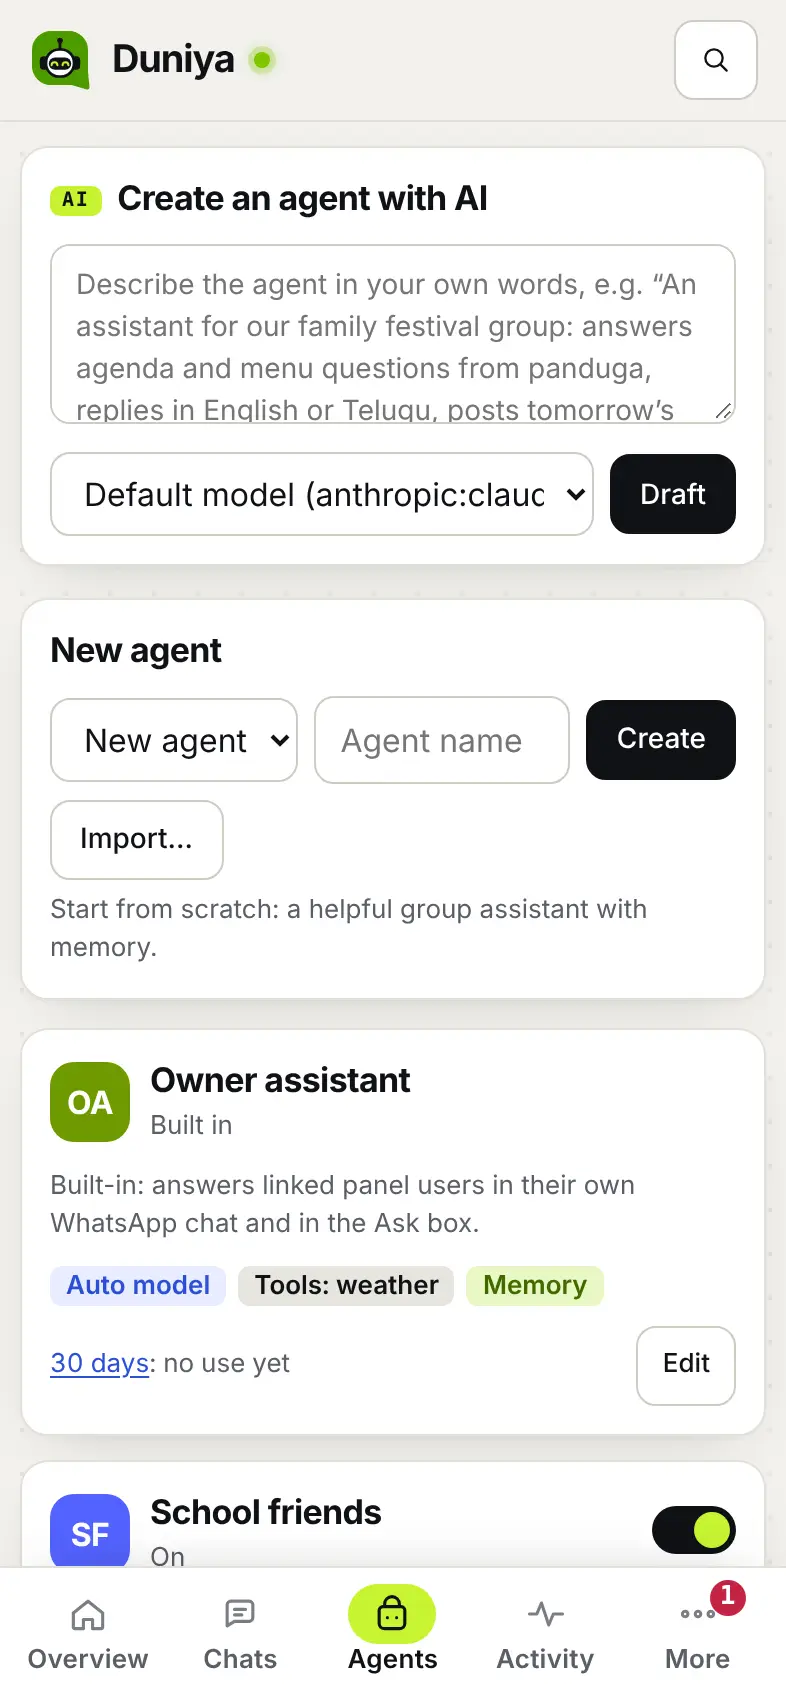 Duniya
AI Create an agent with AI
Describe the agent in your own words, e.g. “An
assistant for our family festival group: answers
agenda and menu questions from panduga,
replies in English or Telugu, posts tomorrow’s
Default model (anthropic:clauc
Draft
New agent
New agent
Agent name
Create
Import...
Start from scratch: a helpful group assistant with
memory.
OA
Owner assistant
Built in
Built-in: answers linked panel users in their own
WhatsApp chat and in the Ask box.
Auto model Tools: weather Memory
30 days: no use yet
Edit
SF
School friends
On
1
Overview Chats Agents Activity More